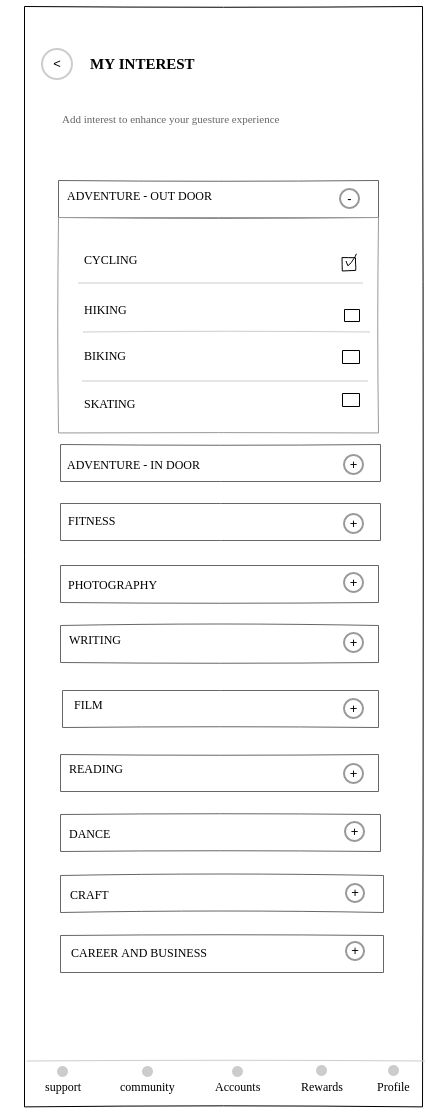 < MY INTEREST
Add interest to enhance your guesture experience
ADVENTURE - OUT DOOR -
CYCLING
HIKING
BIKING
SKATING
ADVENTURE - IN DOOR +
FITNESS +
PHOTOGRAPHY +
WRITING +
FILM +
READING +
DANCE +
CRAFT +
CAREER AND BUSINESS +
support community Accounts Rewards Profile